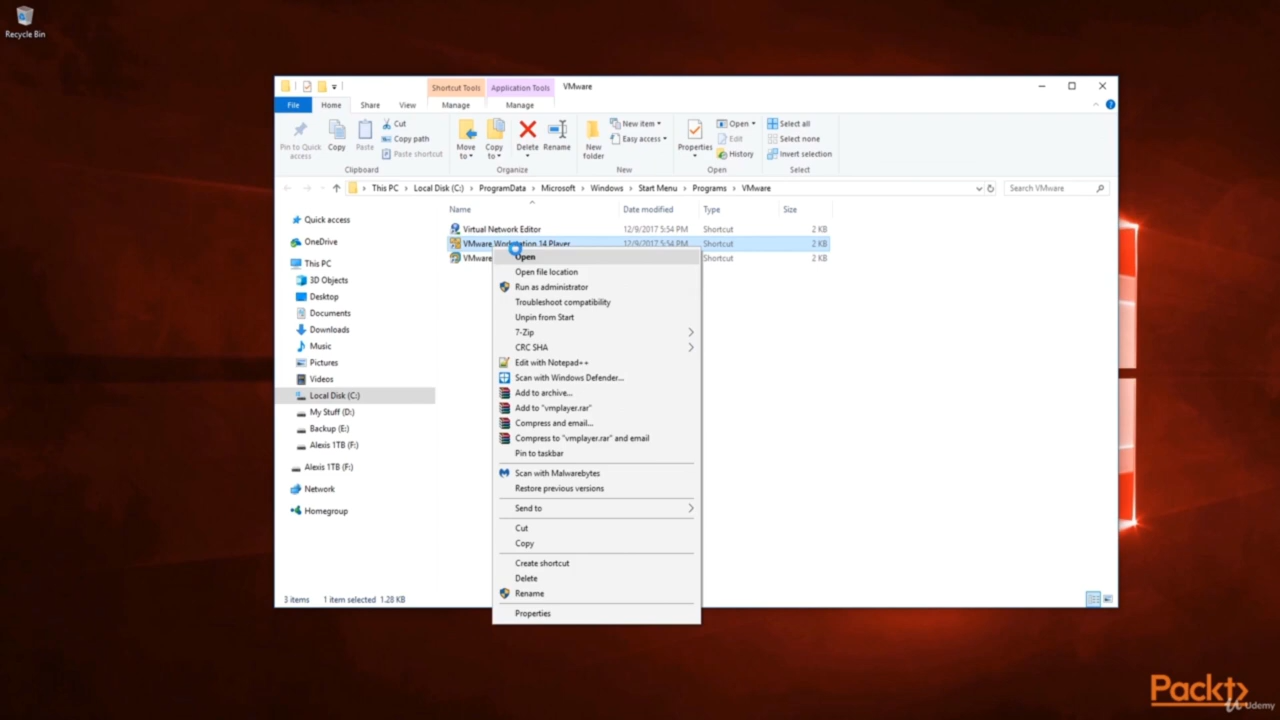 Recycle Bin
Shortcut Tools
Application Tools
VMware
File
Home
Share
View
Manage
Manage
Pin to Quick access
Copy
Paste
Cut
Copy path
Paste shortcut
Clipboard
Move to
Copy to
Delete
Rename
Organize
New folder
New item
Easy access
New
Properties
Open
Edit
History
Open
Select all
Select none
Invert selection
Select
This PC > Local Disk (C:) > ProgramData > Microsoft > Windows > Start Menu > Programs > VMware
Search VMware
Name
Date modified
Type
Size
Virtual Network Editor 12/9/2017 5:54 PM Shortcut 2 KB
VMware Workstation 14 Player 12/9/2017 5:54 PM Shortcut 2 KB
VMware Shortcut 2 KB
Quick access
OneDrive
This PC
3D Objects
Desktop
Documents
Downloads
Music
Pictures
Videos
Local Disk (C:)
My Stuff (D:)
Backup (E:)
Alexis 1TB (F:)
Alexis 1TB (F:)
Network
Homegroup
Open
Open file location
Run as administrator
Troubleshoot compatibility
Unpin from Start
7-Zip
CRC SHA
Edit with Notepad++
Scan with Windows Defender...
Add to archive...
Add to "vmplayer.rar"
Compress and email...
Compress to "vmplayer.rar" and email
Pin to taskbar
Scan with Malwarebytes
Restore previous versions
Send to
Cut
Copy
Create shortcut
Delete
Rename
Properties
3 items 1 item selected 1.28 KB
Packt>
Udemy